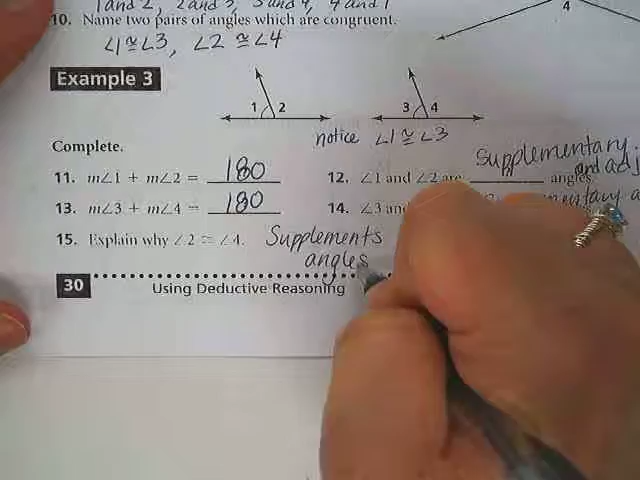 1 and 2, 2 and 3, 3 and 4, 4 and 1
4
10. Name two pairs of angles which are congruent.
∠1 ≅ ∠3, ∠2 ≅ ∠4
Example 3
1 2 3 4
notice ∠1 ≅ ∠3
Complete.
11. m∠1 + m∠2 = 180
12. ∠1 and ∠2 are Supplementary angles and adj
13. m∠3 + m∠4 = 180
14. ∠3 and
15. Explain why ∠2 ≅ ∠4. Supplements
angles
30 Using Deductive Reasoning